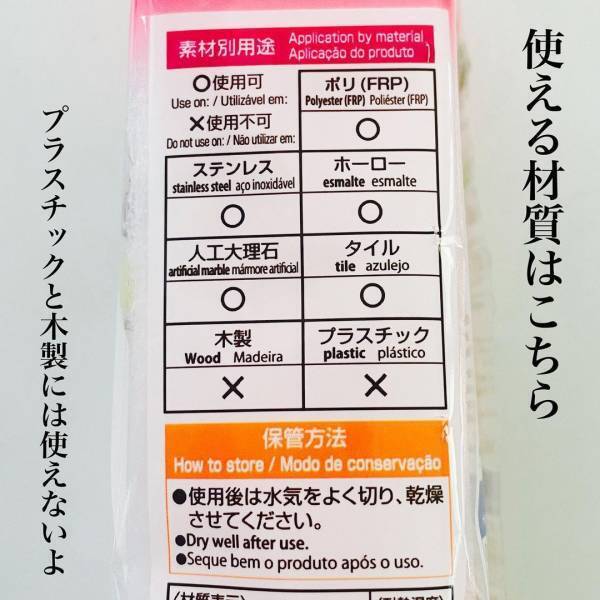 使える材質はこちら
プラスチックと木製には使えないよ
素材別用途 Application by material
Aplicação do produto
○使用可
Use on: / Utilizável em:
×使用不可
Do not use on: / Não utilizar em:
ポリ(FRP)
Polyester (FRP) Poliéster (FRP)
○
ステンレス
stainless steel aço inoxidável
○
ホーロー
esmalte esmalte
○
人工大理石
artificial marble mármore artificial
○
タイル
tile azulejo
○
木製
Wood Madeira
×
プラスチック
plastic plástico
×
保管方法
How to store / Modo de conservação
●使用後は水気をよく切り、乾燥
させてください。
●Dry well after use.
●Seque bem o produto após o uso.